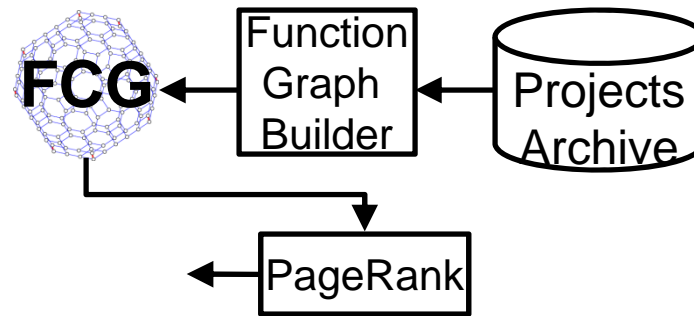 FCG
Function
Graph
Builder
Projects
Archive
PageRank